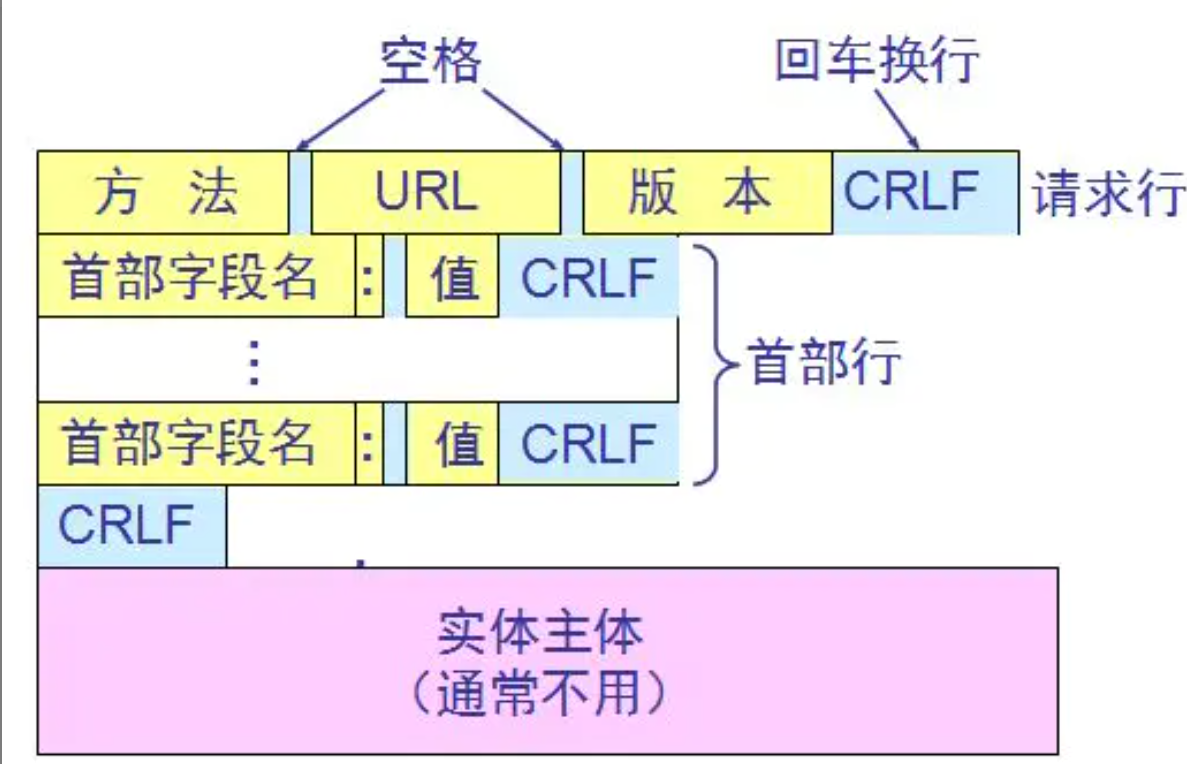 空格 回车换行
方 法 URL 版 本 CRLF 请求行
首部字段名 : 值 CRLF
⋮ 首部行
首部字段名 : 值 CRLF
CRLF
实体主体
（通常不用）